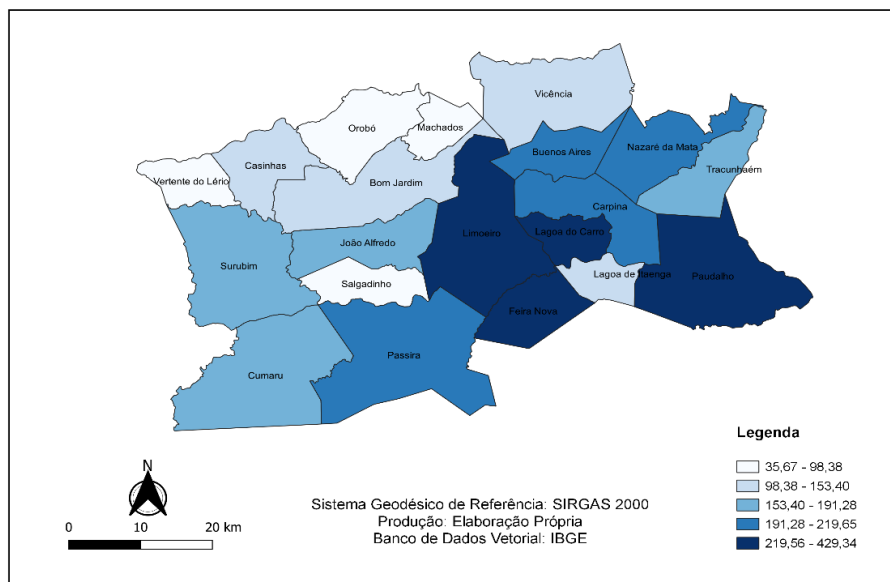 Vicência
Orobó
Machados
Buenos Aires
Nazaré da Mata
Casinhas
Tracunhaém
Vertente do Lério
Bom Jardim
Carpina
Limoeiro
Lagoa do Carro
João Alfredo
Surubim
Lagoa de Itaenga
Paudalho
Salgadinho
Feira Nova
Passira
Cumaru
Legenda
35,67 - 98,38
98,38 - 153,40
153,40 - 191,28
191,28 - 219,65
219,56 - 429,34
N
0 10 20 km
Sistema Geodésico de Referência: SIRGAS 2000
Produção: Elaboração Própria
Banco de Dados Vetorial: IBGE